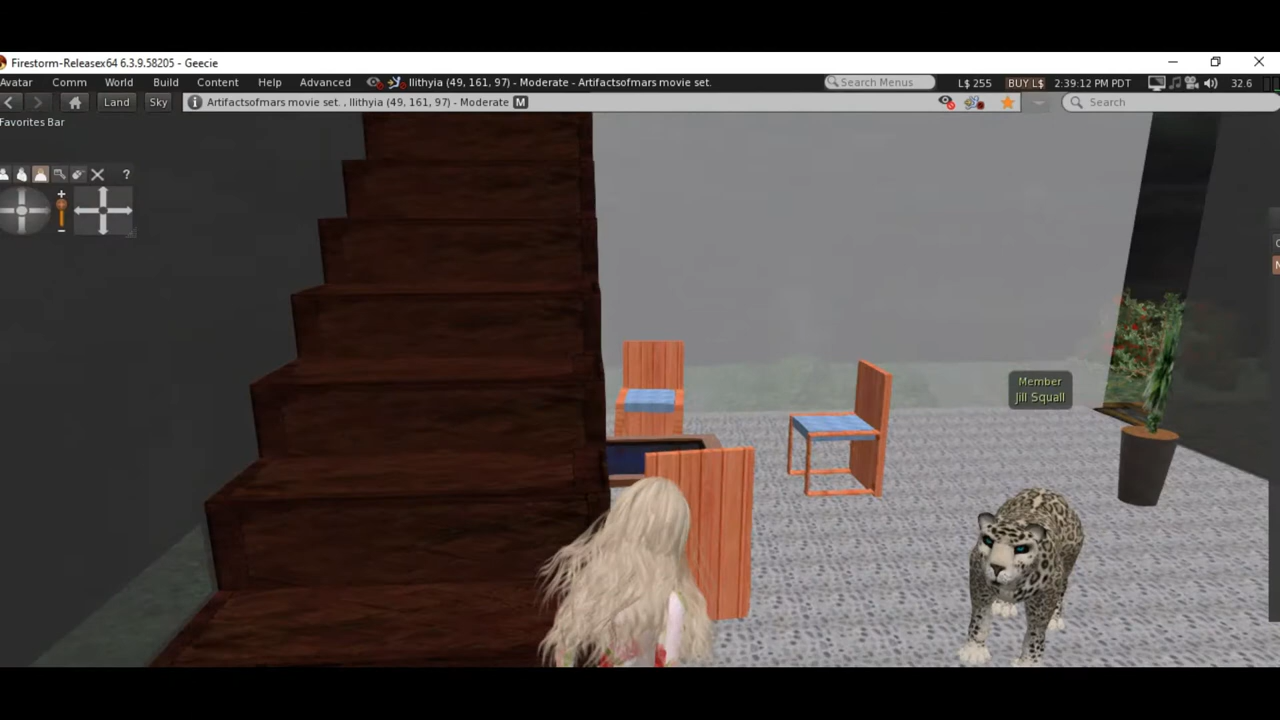 Firestorm-Releasex64 6.3.9.58205 - Geecie
Avatar Comm World Build Content Help Advanced Ilithyia (49, 161, 97) - Moderate - Artifactsofmars movie set. Search Menus L$ 255 BUY L$ 2:39:12 PM PDT 32.6
Land Sky Artifactsofmars movie set. , Ilithyia (49, 161, 97) - Moderate M Search
Favorites Bar
?
Member
Jill Squall